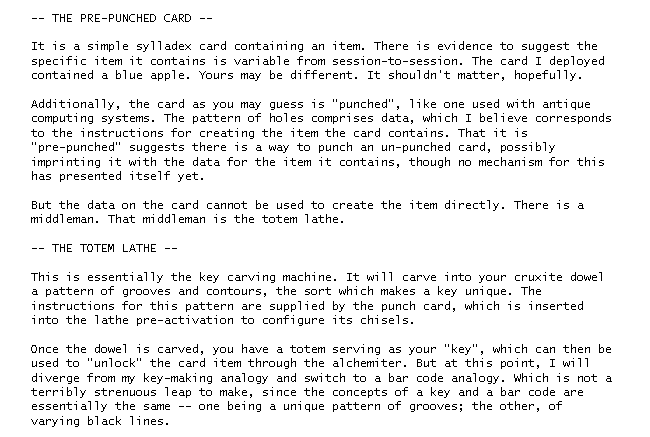 -- THE PRE-PUNCHED CARD --
It is a simple sylladex card containing an item. There is evidence to suggest the
specific item it contains is variable from session-to-session. The card I deployed
contained a blue apple. Yours may be different. It shouldn't matter, hopefully.
Additionally, the card as you may guess is "punched", like one used with antique
computing systems. The pattern of holes comprises data, which I believe corresponds
to the instructions for creating the item the card contains. That it is
"pre-punched" suggests there is a way to punch an un-punched card, possibly
imprinting it with the data for the item it contains, though no mechanism for this
has presented itself yet.
But the data on the card cannot be used to create the item directly. There is a
middleman. That middleman is the totem lathe.
-- THE TOTEM LATHE --
This is essentially the key carving machine. It will carve into your cruxite dowel
a pattern of grooves and contours, the sort which makes a key unique. The
instructions for this pattern are supplied by the punch card, which is inserted
into the lathe pre-activation to configure its chisels.
Once the dowel is carved, you have a totem serving as your "key", which can then be
used to "unlock" the card item through the alchemiter. But at this point, I will
diverge from my key-making analogy and switch to a bar code analogy. Which is not a
terribly strenuous leap to make, since the concepts of a key and a bar code are
essentially the same -- one being a unique pattern of grooves; the other, of
varying black lines.